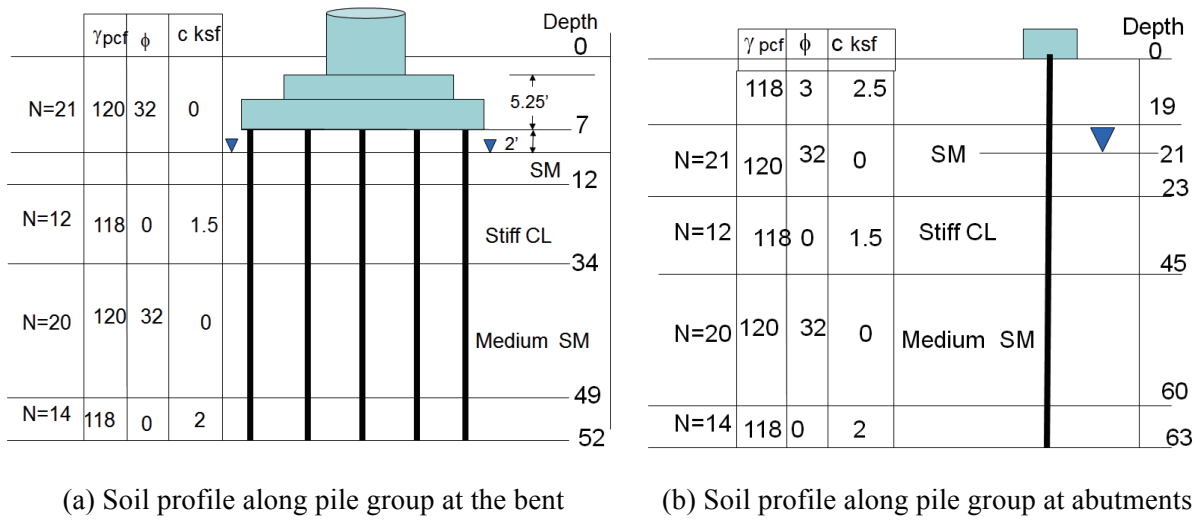 γ pcf ϕ c ksf Depth
0
N=21 120 32 0
5.25'
7
2'
SM
12
N=12 118 0 1.5 Stiff CL
34
N=20 120 32 0 Medium SM
49
N=14 118 0 2
52
(a) Soil profile along pile group at the bent
γ pcf ϕ c ksf Depth
0
118 3 2.5
19
N=21 120 32 0 SM
21
23
N=12 118 0 1.5 Stiff CL
45
N=20 120 32 0 Medium SM
60
N=14 118 0 2
63
(b) Soil profile along pile group at abutments